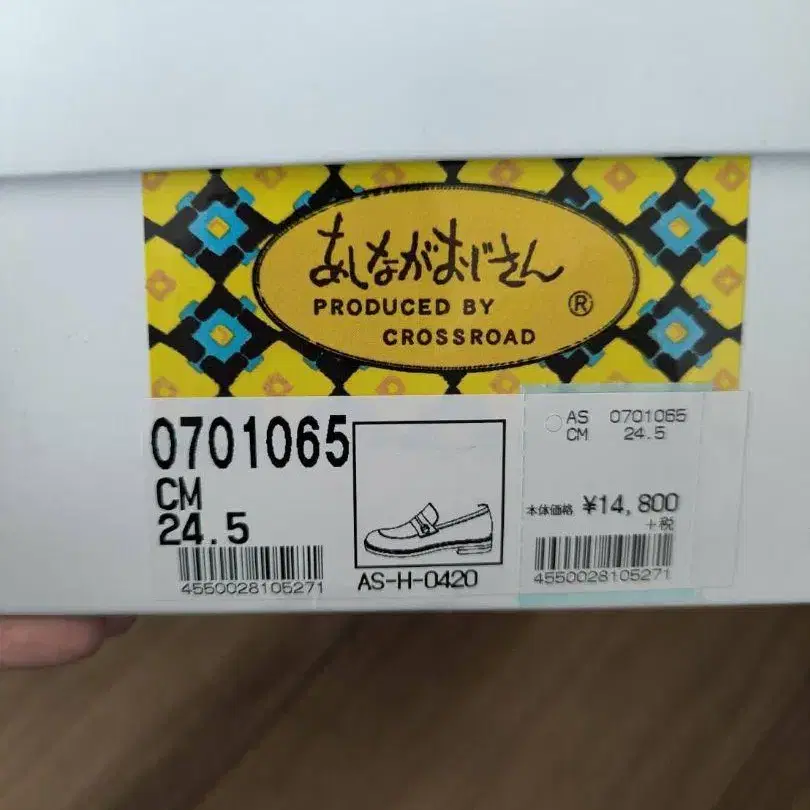 あしながおじさん
PRODUCED BY ®
CROSSROAD
0701065
CM
24.5
4550028105271
AS-H-0420
AS 0701065
CM 24.5
本体価格 ¥14,800
+税
4550028105271